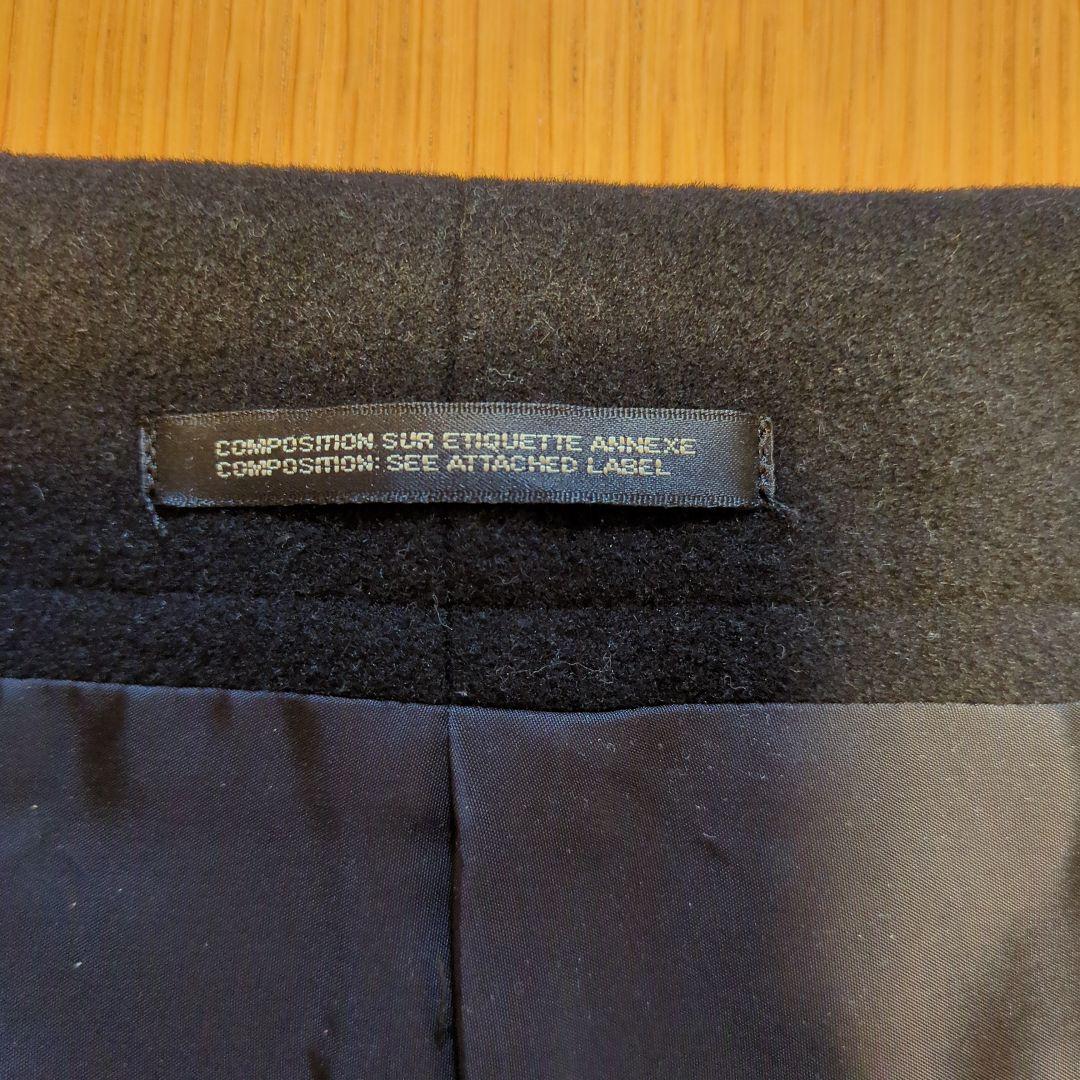 COMPOSITION SUR ETIQUETTE ANNEXE
COMPOSITION: SEE ATTACHED LABEL